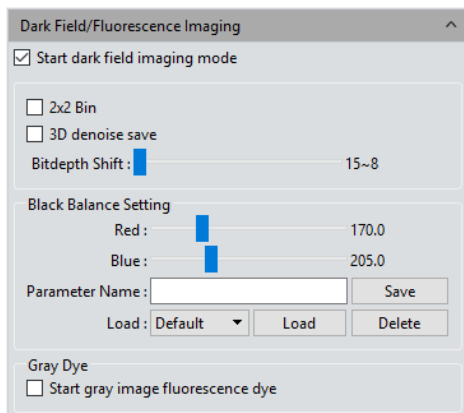 Dark Field/Fluorescence Imaging
Start dark field imaging mode
2x2 Bin
3D denoise save
Bitdepth Shift : 15~8
Black Balance Setting
Red : 170.0
Blue : 205.0
Parameter Name : Save
Load : Default Load Delete
Gray Dye
Start gray image fluorescence dye